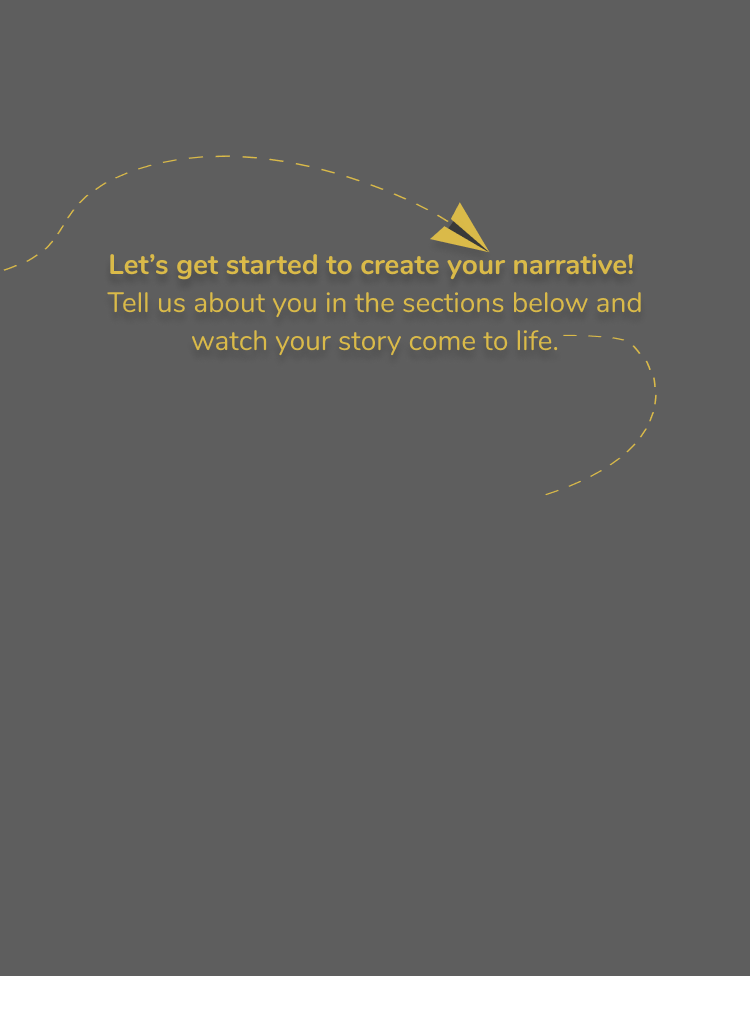 Let’s get started to create your narrative!
Tell us about you in the sections below and
watch your story come to life.